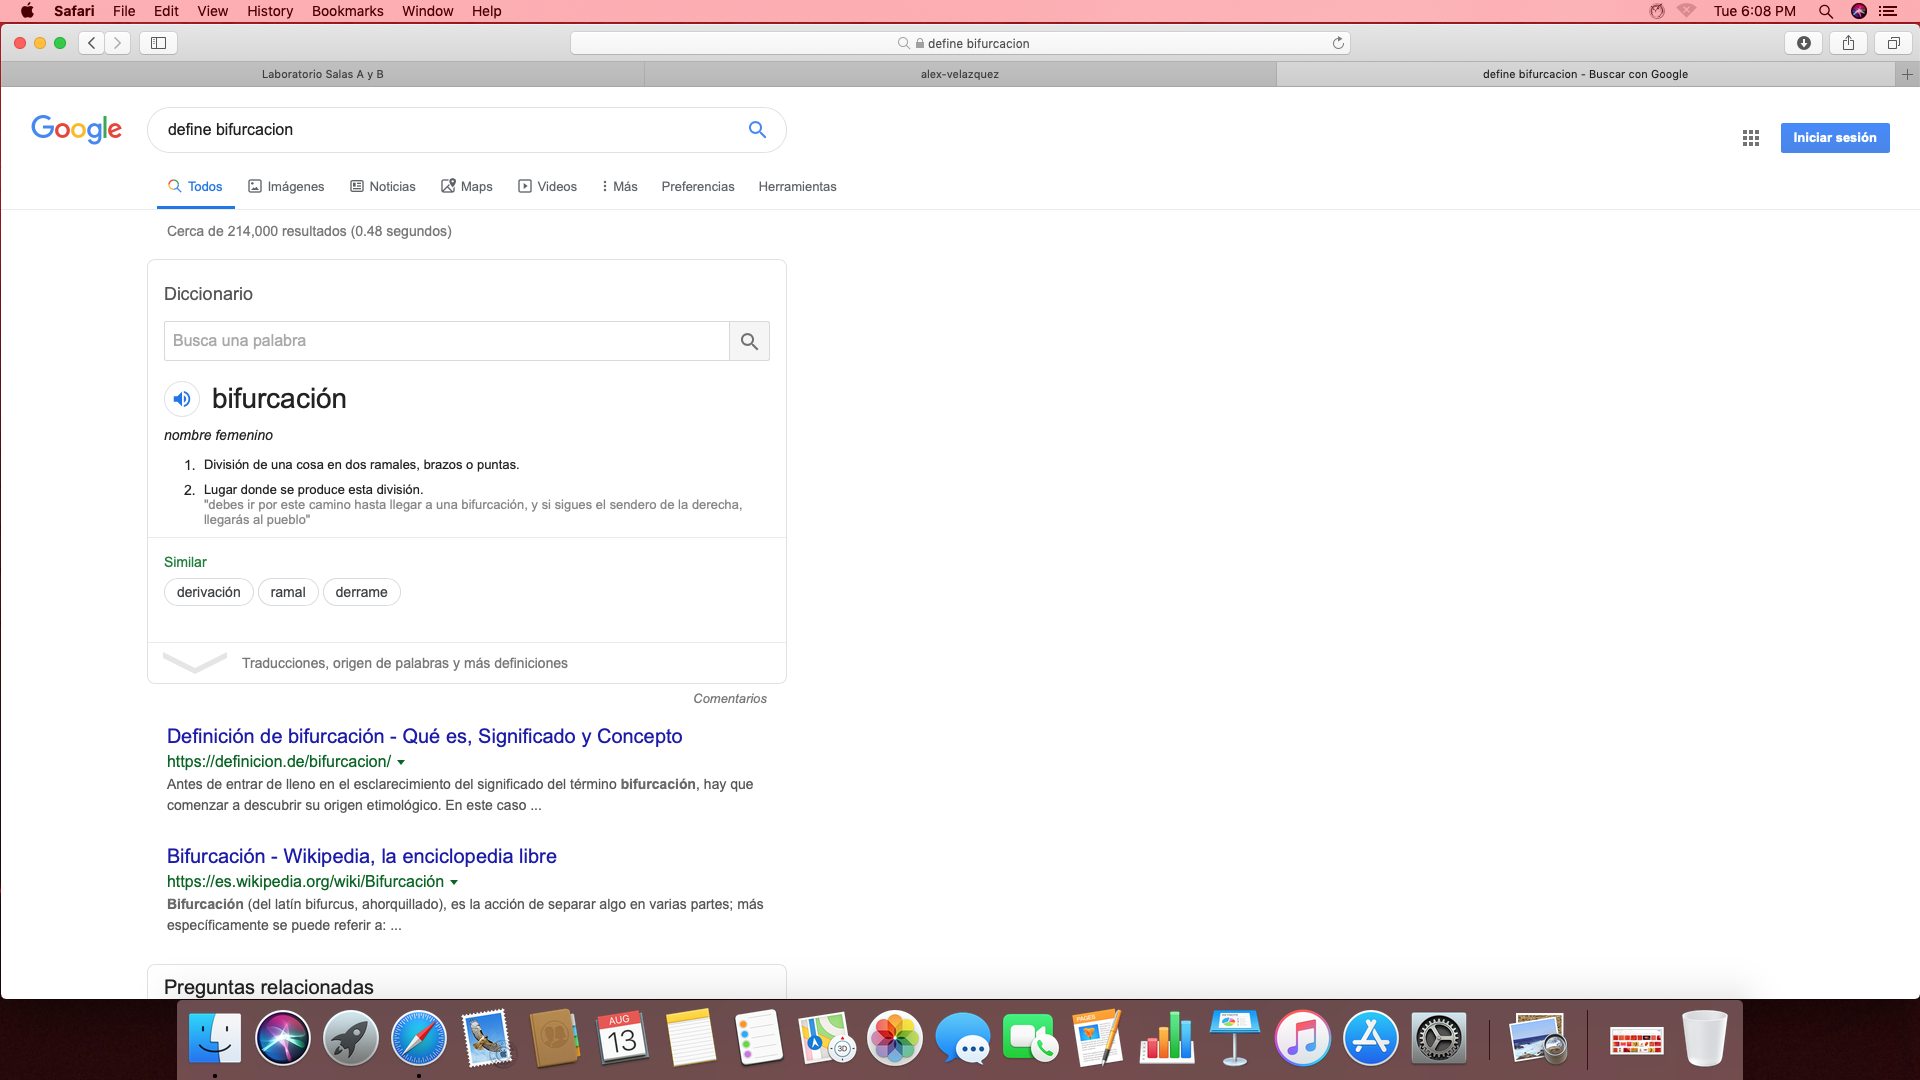 Safari File Edit View History Bookmarks Window Help
Tue 6:08 PM
define bifurcacion
Laboratorio Salas A y B
alex-velazquez
define bifurcacion - Buscar con Google
Google
define bifurcacion
Iniciar sesión
Todos Imágenes Noticias Maps Videos Más Preferencias Herramientas
Cerca de 214,000 resultados (0.48 segundos)
Diccionario
Busca una palabra
bifurcación
nombre femenino
1. División de una cosa en dos ramales, brazos o puntas.
2. Lugar donde se produce esta división.
"debes ir por este camino hasta llegar a una bifurcación, y si sigues el sendero de la derecha,
llegarás al pueblo"
Similar
derivación ramal derrame
Traducciones, origen de palabras y más definiciones
Comentarios
Definición de bifurcación - Qué es, Significado y Concepto
https://definicion.de/bifurcacion/
Antes de entrar de lleno en el esclarecimiento del significado del término bifurcación, hay que
comenzar a descubrir su origen etimológico. En este caso ...
Bifurcación - Wikipedia, la enciclopedia libre
https://es.wikipedia.org/wiki/Bifurcación
Bifurcación (del latín bifurcus, ahorquillado), es la acción de separar algo en varias partes; más
específicamente se puede referir a: ...
Preguntas relacionadas
AUG
13
3D
PAGES